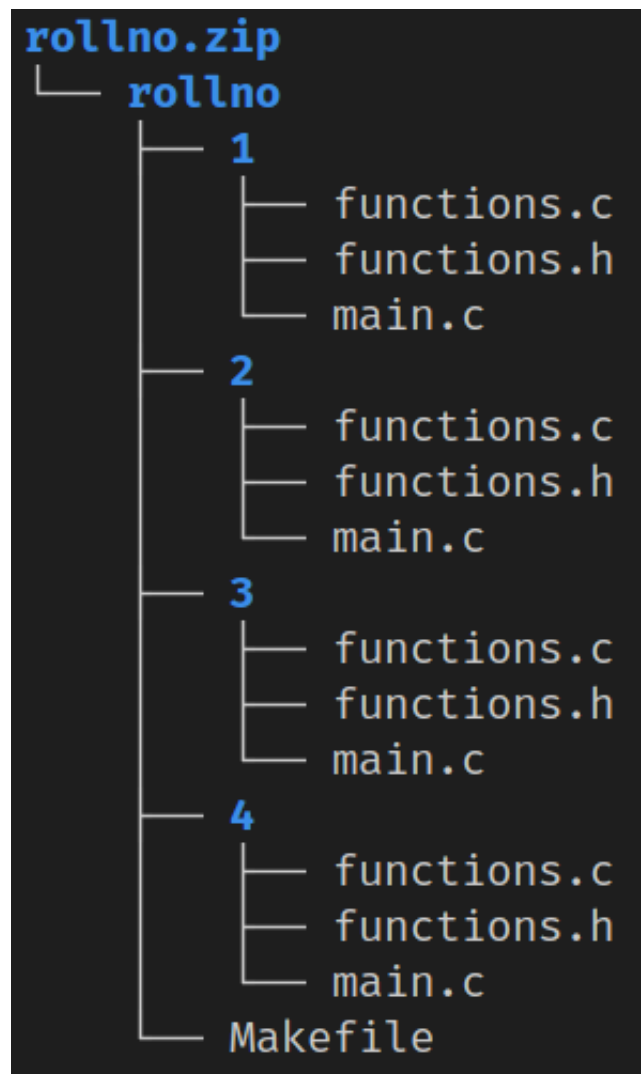 rollno.zip
rollno
1
functions.c
functions.h
main.c
2
functions.c
functions.h
main.c
3
functions.c
functions.h
main.c
4
functions.c
functions.h
main.c
Makefile